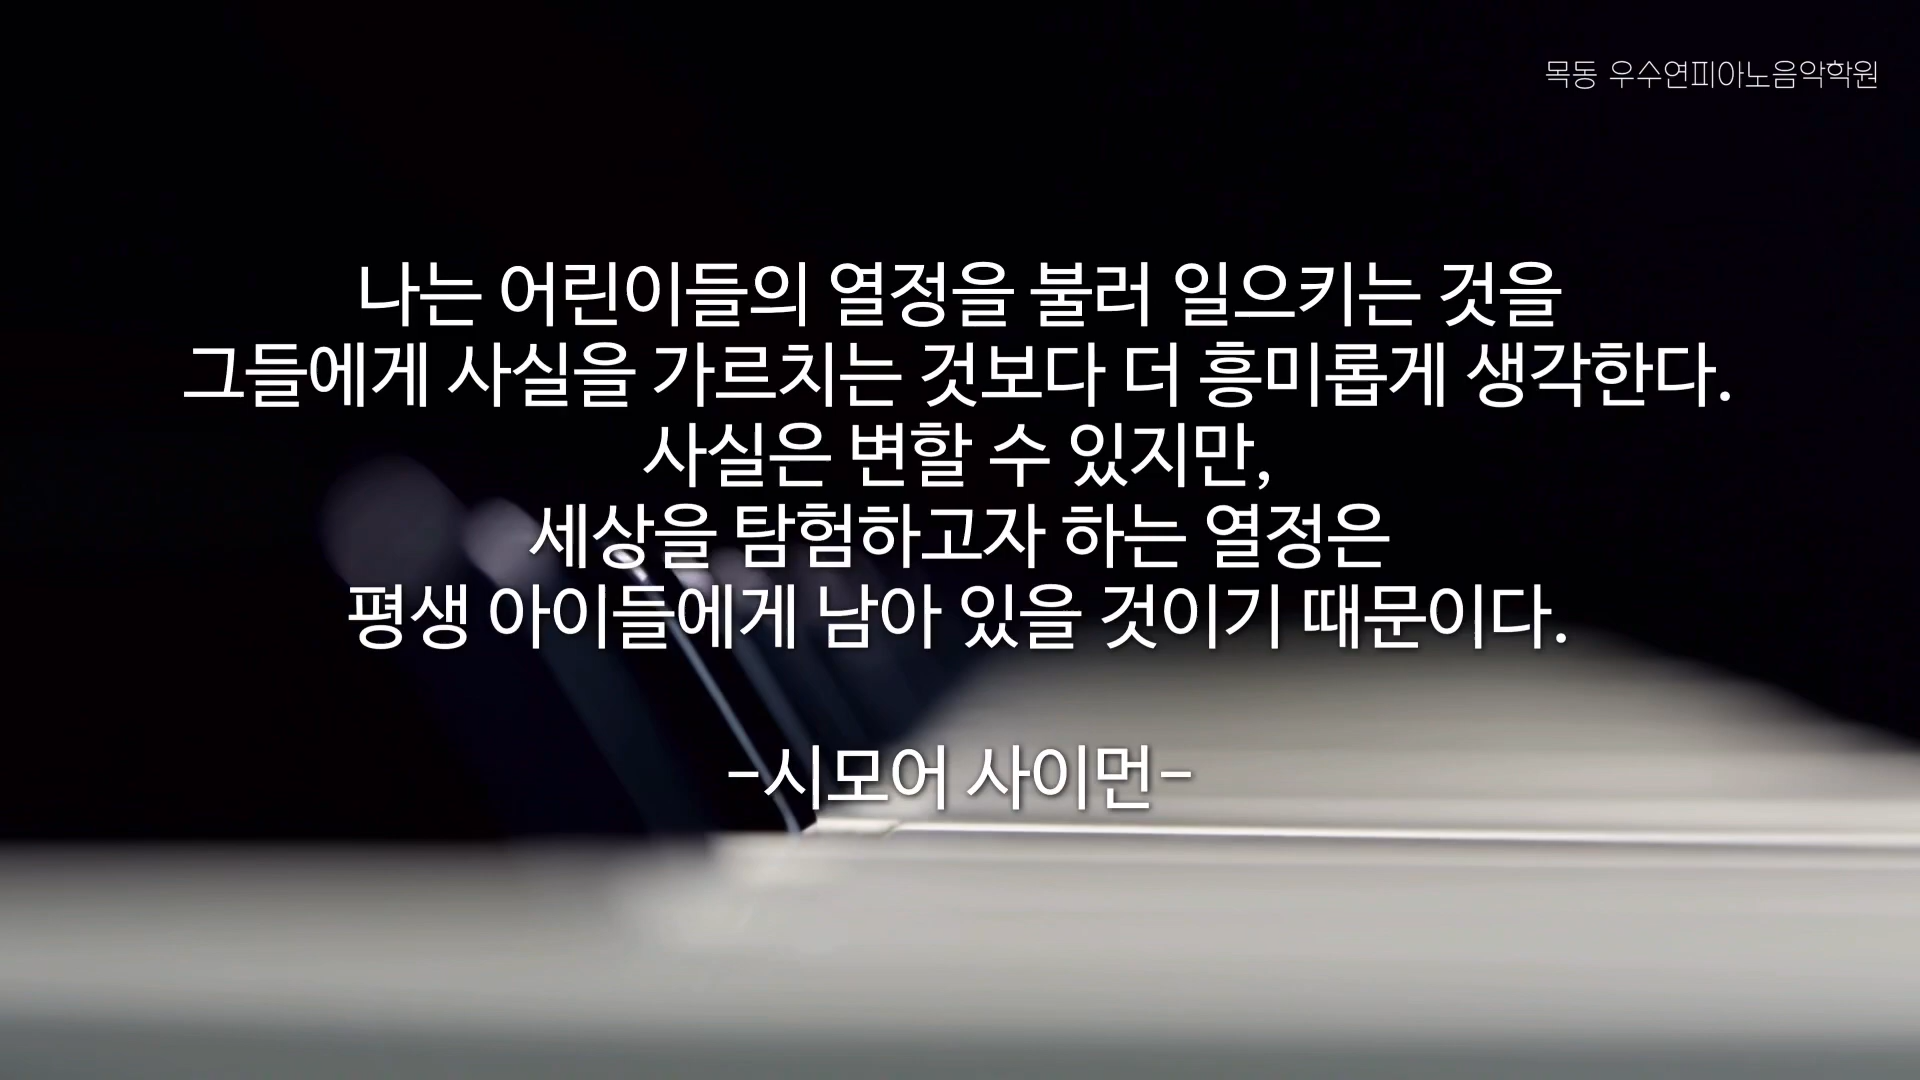 목동 우수연피아노음악학원
나는 어린이들의 열정을 불러 일으키는 것을
그들에게 사실을 가르치는 것보다 더 흥미롭게 생각한다.
사실은 변할 수 있지만,
세상을 탐험하고자 하는 열정은
평생 아이들에게 남아 있을 것이기 때문이다.
-시모어 사이먼-